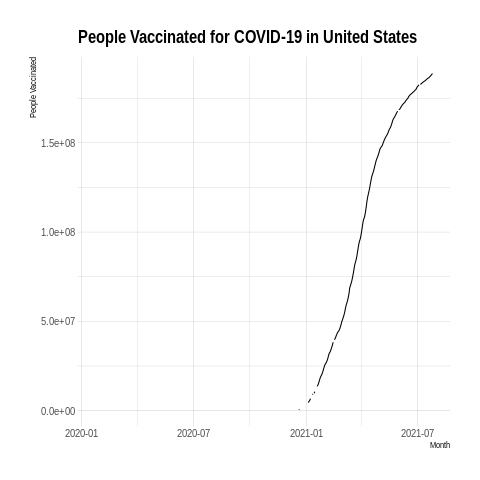 People Vaccinated for COVID-19 in United States
People Vaccinated
1.5e+08
1.0e+08
5.0e+07
0.0e+00
2020-01 2020-07 2021-01 2021-07
Month